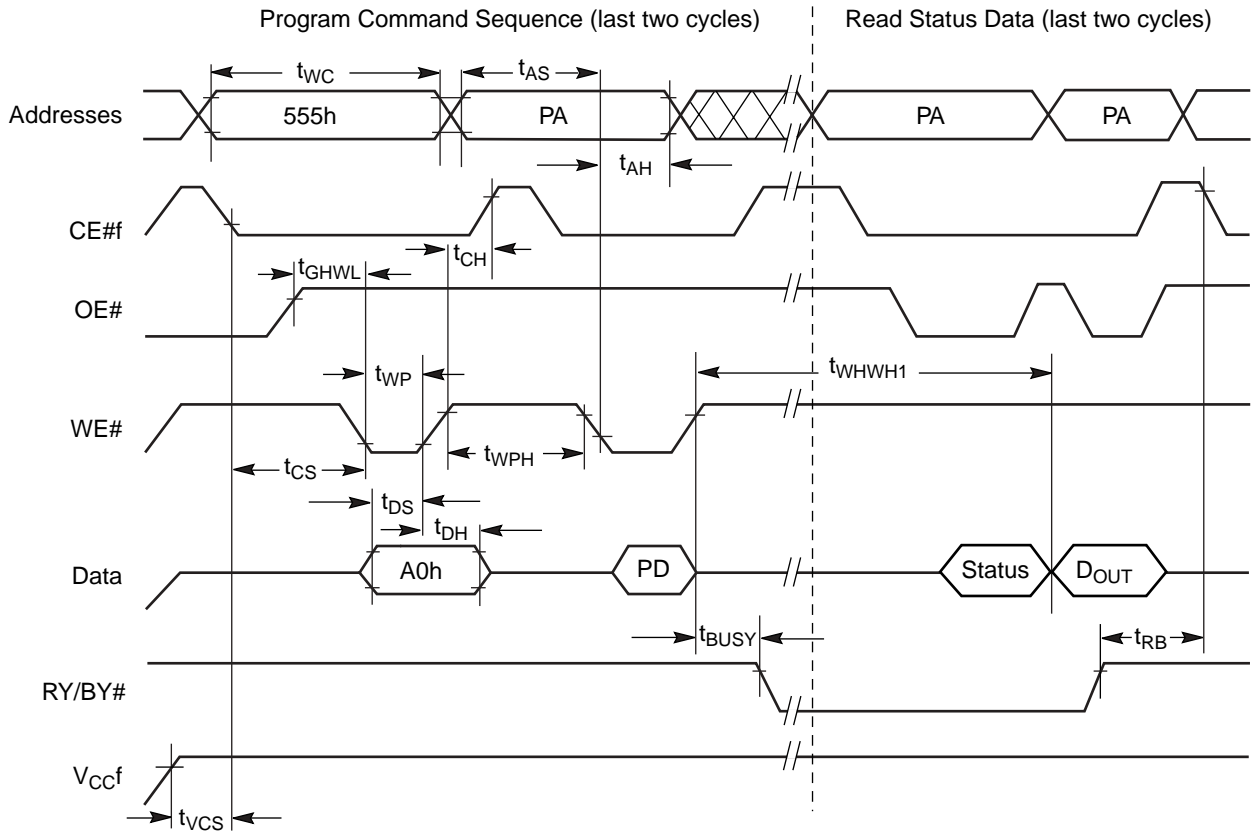 Program Command Sequence (last two cycles)
Read Status Data (last two cycles)
tWC
tAS
Addresses
555h
PA
PA
PA
tAH
CE#f
tCH
tGHWL
OE#
tWP
tWHWH1
WE#
tWPH
tCS
tDS
tDH
Data
A0h
PD
Status
DOUT
tBUSY
tRB
RY/BY#
VCCf
tVCS